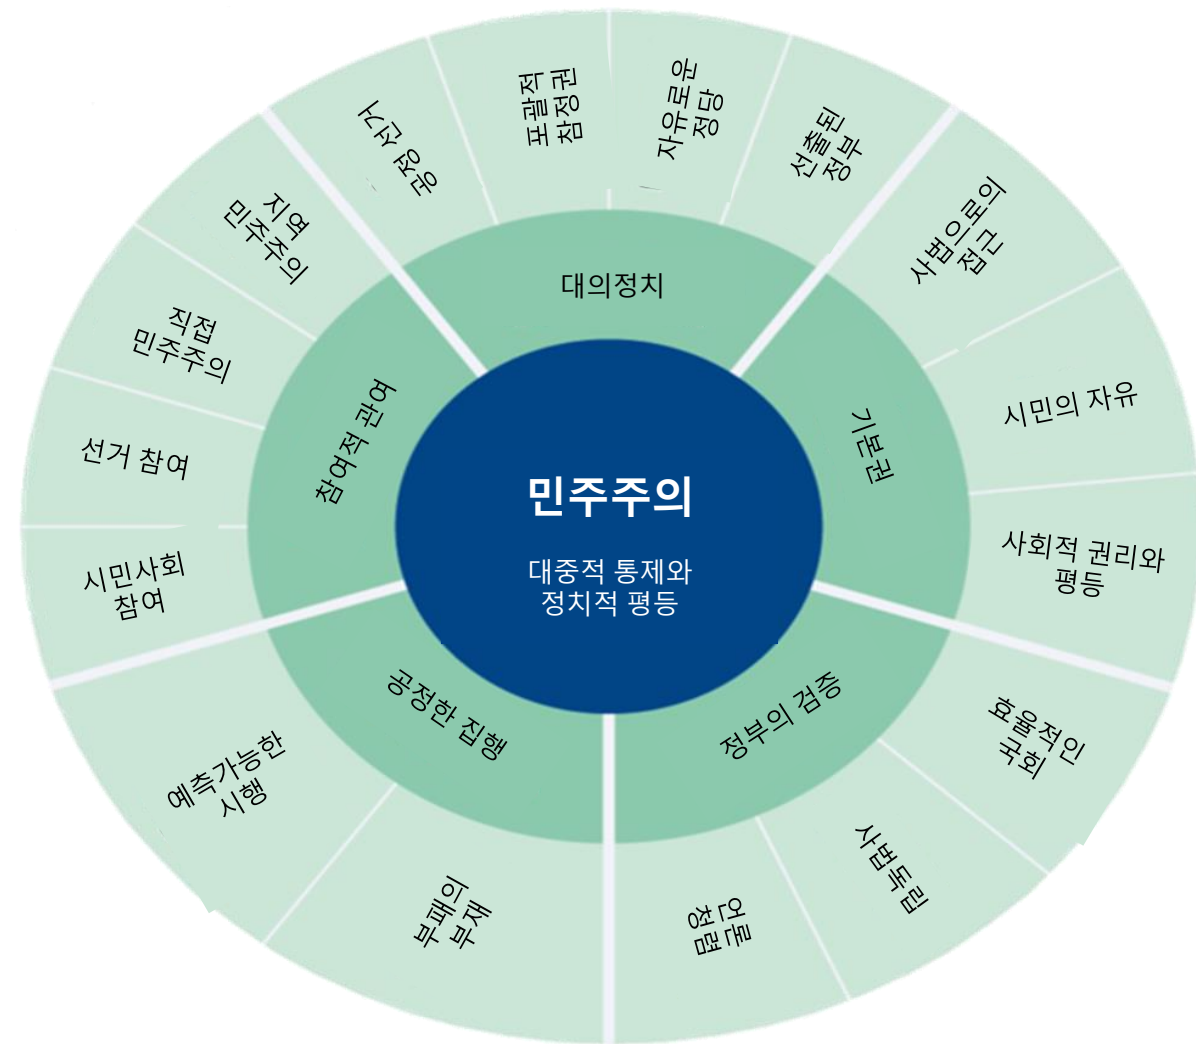 민주주의
대중적 통제와
정치적 평등
대의정치
공정 선거
포괄적
참정권
자유로운
정당
선출된
정부
기본권
사법으로의
접근
시민의 자유
사회적 권리와
평등
정부의 검증
효율적인
국회
사법독립
언론
청렴
공정한 집행
부패의
부재
예측가능한
시행
참여적 관여
시민사회
참여
선거 참여
직접
민주주의
지역
민주주의